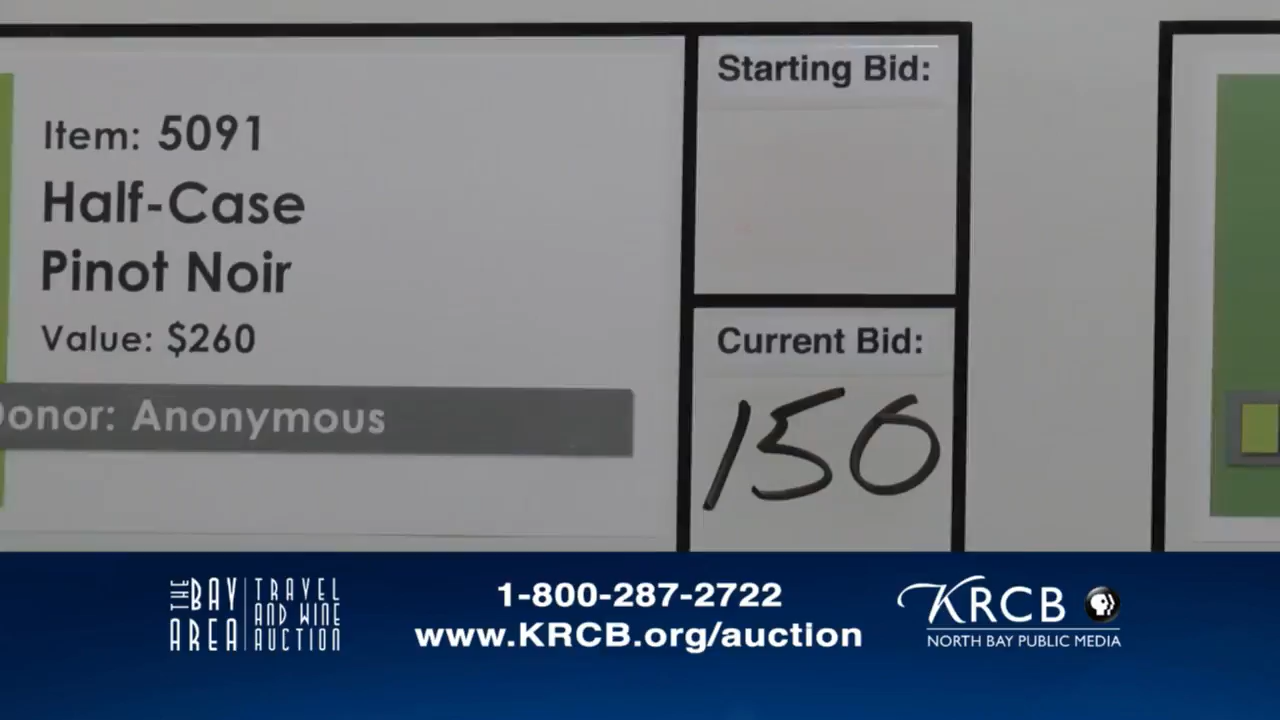 Item: 5091
Half-Case
Pinot Noir
Value: $260
Donor: Anonymous
Starting Bid:
Current Bid:
150
THE BAY AREA
TRAVEL AND WINE AUCTION
1-800-287-2722
www.KRCB.org/auction
KRCB
NORTH BAY PUBLIC MEDIA